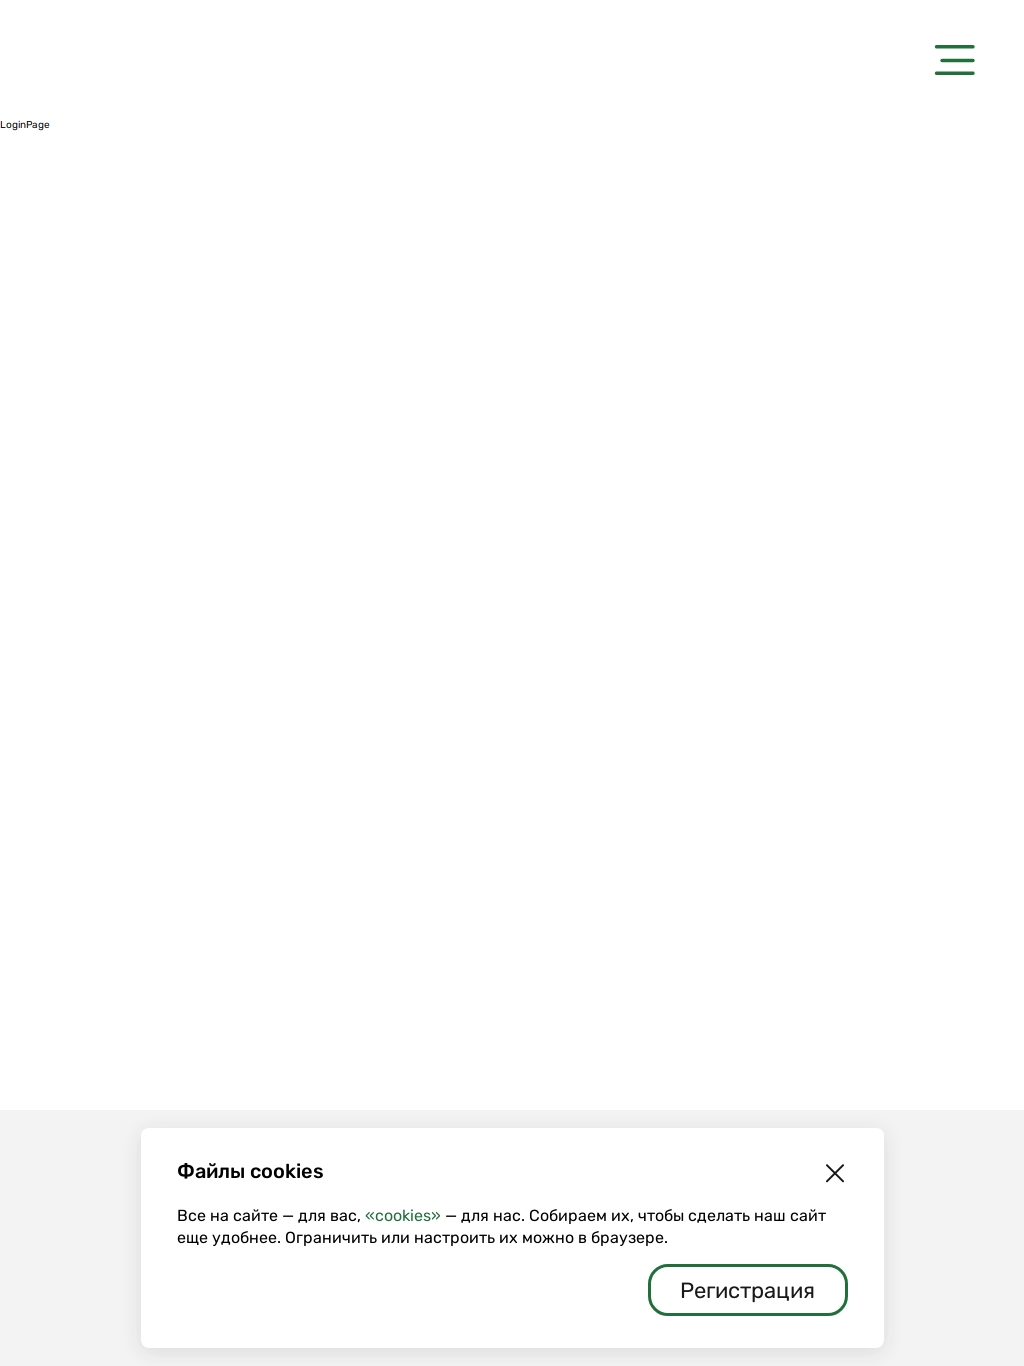 LoginPage
Файлы cookies
Все на сайте — для вас, «cookies» — для нас. Собираем их, чтобы сделать наш сайт
еще удобнее. Ограничить или настроить их можно в браузере.
Регистрация